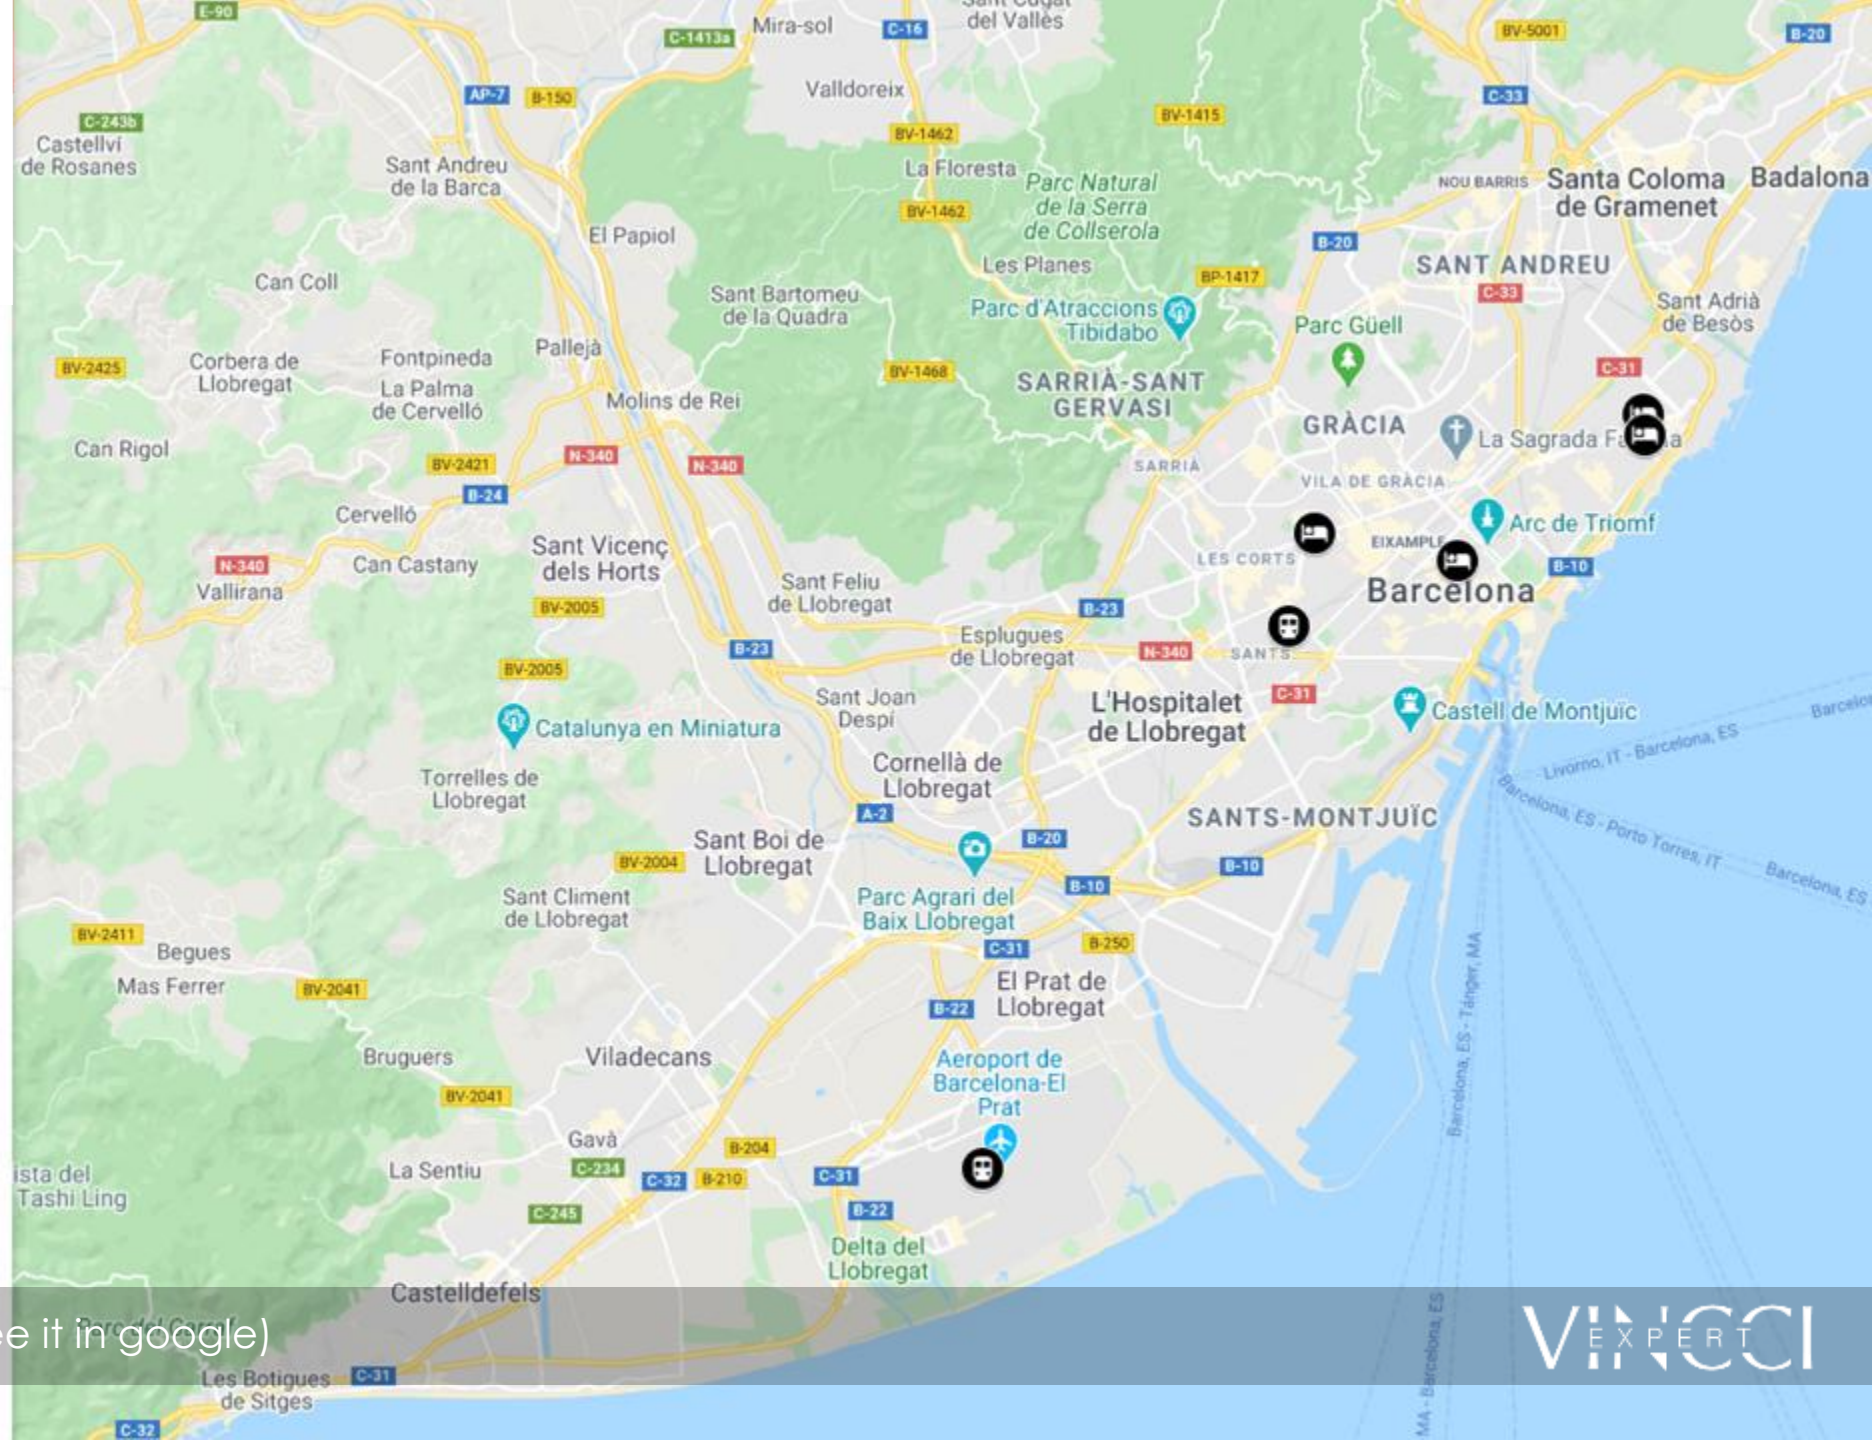 E-90
Mira-sol
C-16
del Vallès
BV-5001
B-20
C-1413a
Valldoreix
AP-7
B-150
C-33
C-243b
BV-1415
BV-1462
Castellví
de Rosanes
Sant Andreu
de la Barca
La Floresta
Parc Natural
de la Serra
de Collserola
NOU BARRIS
Santa Coloma
de Gramenet
Badalona
BV-1462
El Papiol
B-20
Les Planes
BP-1417
SANT ANDREU
C-33
Can Coll
Sant Bartomeu
de la Quadra
Parc d'Atraccions
Tibidabo
Parc Güell
Sant Adrià
de Besòs
BV-2425
Corbera de
Llobregat
Fontpineda
Pallejà
La Palma
de Cervelló
BV-1468
SARRIÀ-SANT
GERVASI
C-31
Molins de Rei
GRÀCIA
La Sagrada Fa
a
Can Rigol
BV-2421
N-340
N-340
SARRIÀ
VILA DE GRÀCIA
B-24
Cervelló
Arc de Triomf
Sant Vicenç
dels Horts
LES CORTS
EIXAMPLE
B-10
N-340
Can Castany
Vallirana
Sant Feliu
de Llobregat
Barcelona
BV-2005
B-23
Esplugues
de Llobregat
B-23
N-340
SANTS
BV-2005
Sant Joan
Despí
L'Hospitalet
de Llobregat
C-31
Castell de Montjuïc
Catalunya en Miniatura
Livorno, IT - Barcelona, ES
Torrelles de
Llobregat
Cornellà de
Llobregat
Barcelona, ES - Porto Torres, IT
A-2
SANTS-MONTJUÏC
Sant Boi de
Llobregat
B-20
BV-2004
B-10
B-10
Barcelona, ES
Sant Climent
de Llobregat
Parc Agrari del
Baix Llobregat
BV-2411
C-31
B-250
Begues
Mas Ferrer
BV-2041
El Prat de
Llobregat
B-22
Barcelona, ES - Tánger, MA
Bruguers
Viladecans
Aeroport de
Barcelona-El
Prat
BV-2041
Gavà
B-204
ista del
Tashi Ling
La Sentiu
C-234
C-32
B-210
C-31
C-245
B-22
Delta del
Llobregat
Castelldefels
e it in google)
VINCCI
EXPERT
MA - Barcelona, ES
Les Botigues
de Sitges
C-31
C-32